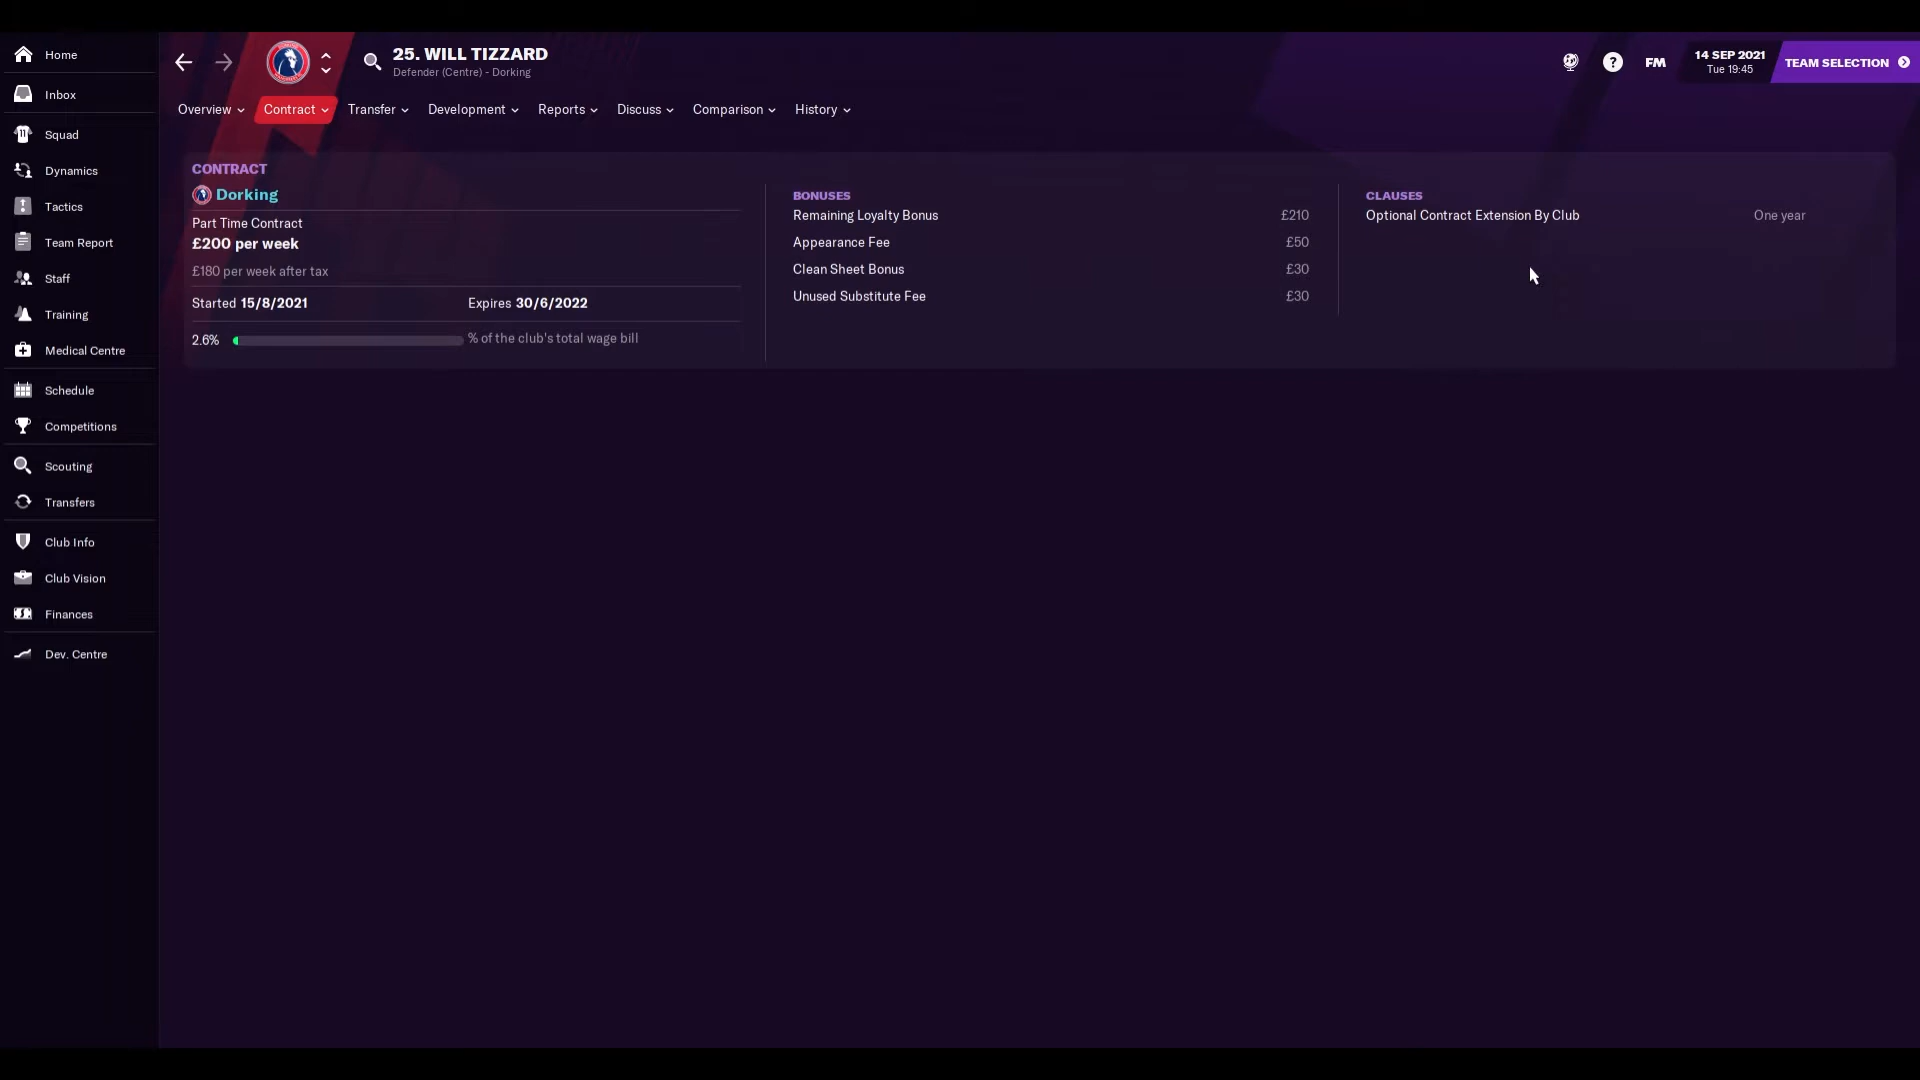 Home
Inbox
Squad
Dynamics
Tactics
Team Report
Staff
Training
Medical Centre
Schedule
Competitions
Scouting
Transfers
Club Info
Club Vision
Finances
Dev. Centre
25. WILL TIZZARD
Defender (Centre) - Dorking
FM
14 SEP 2021
Tue 19:45
TEAM SELECTION
Overview Contract Transfer Development Reports Discuss Comparison History
CONTRACT
Dorking
Part Time Contract
£200 per week
£180 per week after tax
Started 15/8/2021 Expires 30/6/2022
2.6% % of the club's total wage bill
BONUSES
Remaining Loyalty Bonus £210
Appearance Fee £50
Clean Sheet Bonus £30
Unused Substitute Fee £30
CLAUSES
Optional Contract Extension By Club One year